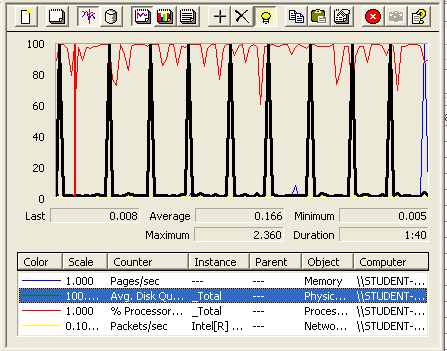 100
80
60
40
20
0
Last 0.008 Average 0.166 Minimum 0.005
Maximum 2.360 Duration 1:40
Color Scale Counter Instance Parent Object Computer
1.000 Pages/sec --- --- Memory \\STUDENT-...
100.... Avg. Disk Qu... _Total --- Physic... \\STUDENT-...
1.000 % Processor... _Total --- Proces... \\STUDENT-...
0.10... Packets/sec Intel[R] ... --- Netwo... \\STUDENT-...